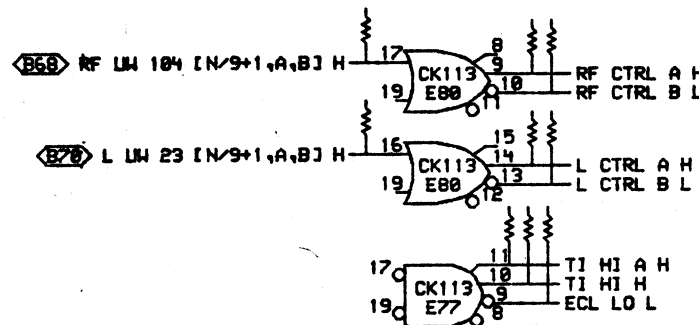 8
17 9
B68 RF UW 104 [N/9+1,A,B] H CK113 10 RF CTRL A H
19 E80 11 RF CTRL B L
15
16 14
B70 L UW 23 [N/9+1,A,B] H CK113 13 L CTRL A H
19 E80 12 L CTRL B L
11 TI HI A H
17 CK113 10 TI HI H
19 E77 9 ECL LO L
8